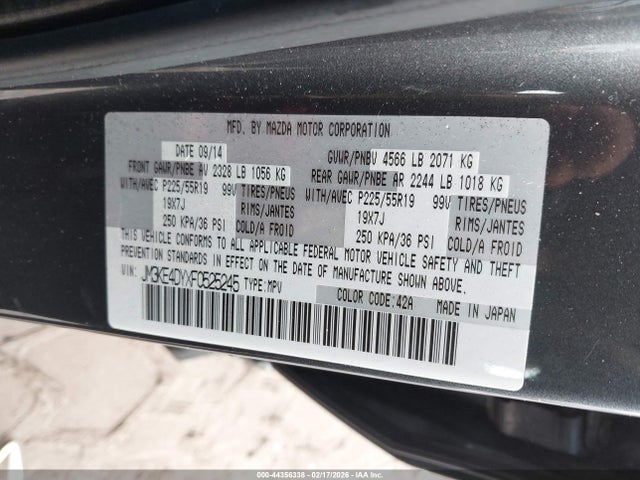 MFD. BY MAZDA MOTOR CORPORATION
DATE 09/14 GVWR/PNBV 4566 LB 2071 KG
FRONT GAWR/PNBE AV 2328 LB 1056 KG REAR GAWR/PNBE AR 2244 LB 1018 KG
WITH/AVEC P225/55R19 99V TIRES/PNEUS WITH/AVEC P225/55R19 99V TIRES/PNEUS
19X7J RIMS/JANTES 19X7J RIMS/JANTES
250 KPA/36 PSI COLD/A FROID 250 KPA/36 PSI COLD/A FROID
THIS VEHICLE CONFORMS TO ALL APPLICABLE FEDERAL MOTOR VEHICLE SAFETY AND THEFT
PREVENTION STANDARDS IN EFFECT ON THE DATE OF MANUFACTURE SHOWN ABOVE.
VIN: JM3KE4DYXF0525245 TYPE:MPV
COLOR CODE:42A MADE IN JAPAN
000-44356338 - 02/17/2026 - IAA Inc.